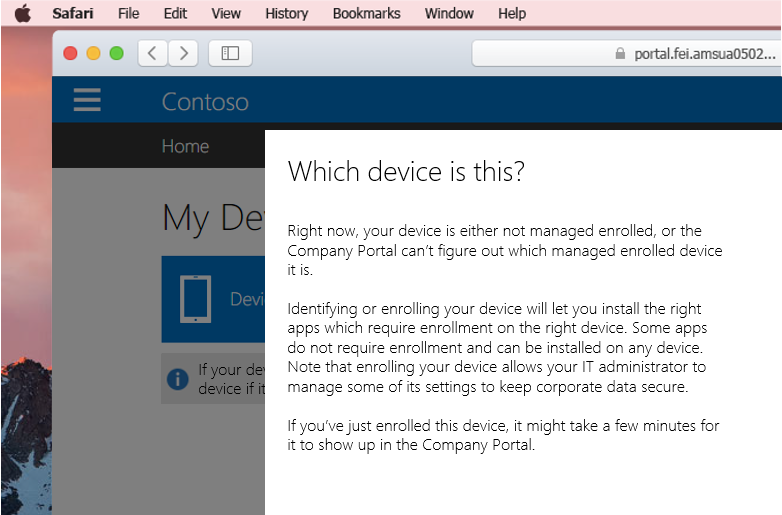 Safari File Edit View History Bookmarks Window Help
portal.fei.amsua0502...
Contoso
Home
My De
Devi
If your dev
device if it
Which device is this?
Right now, your device is either not managed enrolled, or the
Company Portal can't figure out which managed enrolled device
it is.
Identifying or enrolling your device will let you install the right
apps which require enrollment on the right device. Some apps
do not require enrollment and can be installed on any device.
Note that enrolling your device allows your IT administrator to
manage some of its settings to keep corporate data secure.
If you've just enrolled this device, it might take a few minutes for
it to show up in the Company Portal.